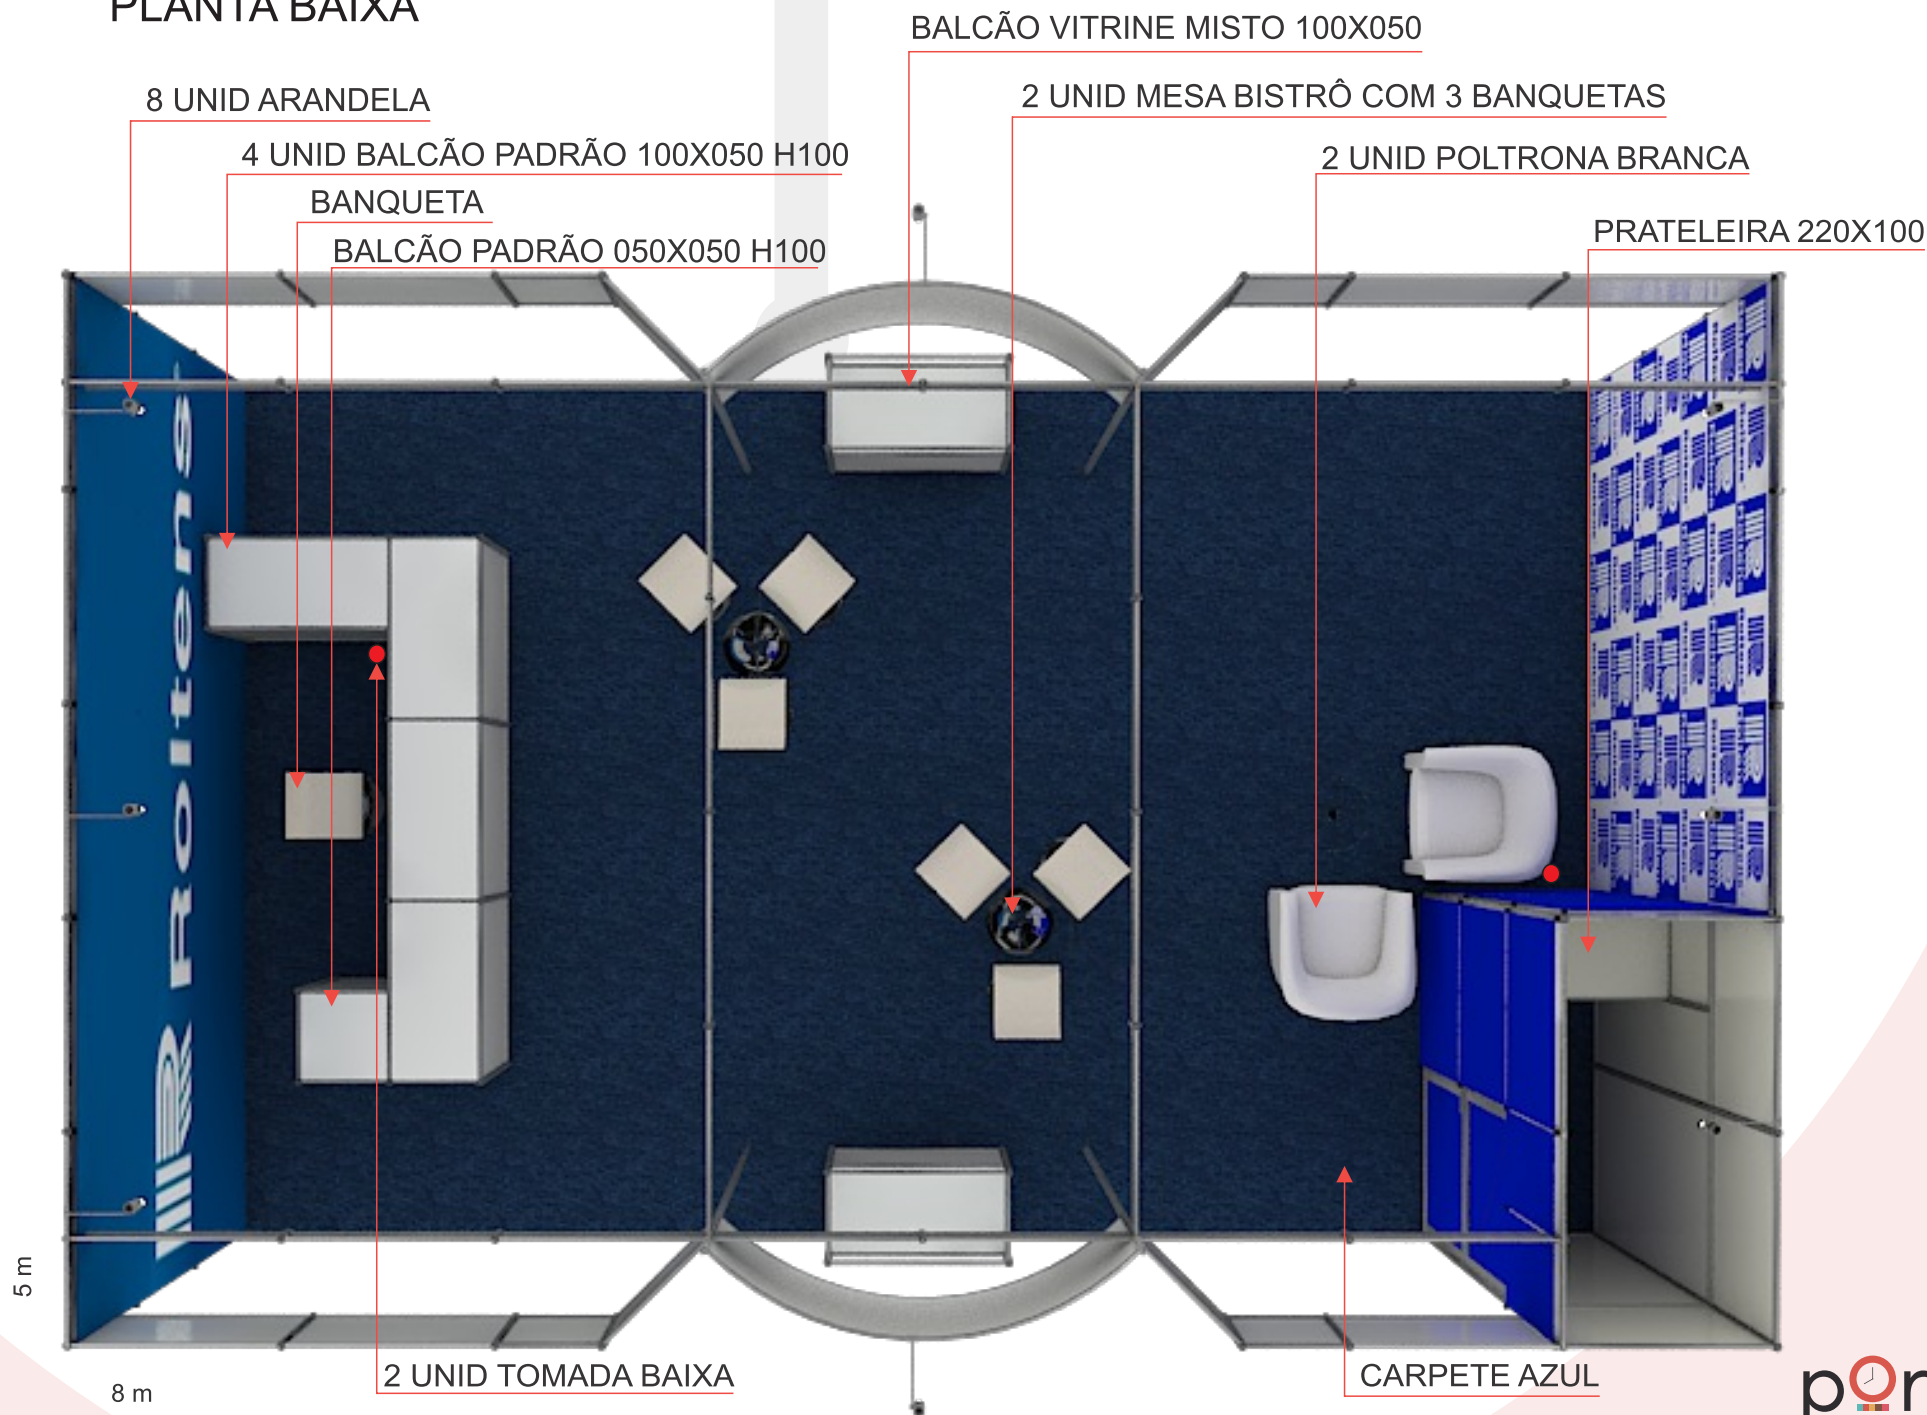 PLANTA BAIXA
BALCÃO VITRINE MISTO 100X050
8 UNID ARANDELA
2 UNID MESA BISTRÔ COM 3 BANQUETAS
4 UNID BALCÃO PADRÃO 100X050 H100
2 UNID POLTRONA BRANCA
BANQUETA
PRATELEIRA 220X100
BALCÃO PADRÃO 050X050 H100
Roltens
5 m
2 UNID TOMADA BAIXA
CARPETE AZUL
8 m